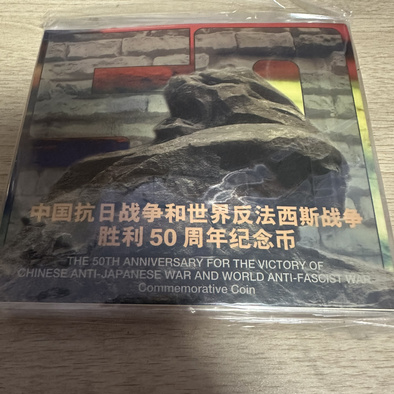 中国抗日战争和世界反法西斯战争
胜利 50 周年纪念币
THE 50TH ANNIVERSARY FOR THE VICTORY OF
CHINESE ANTI-JAPANESE WAR AND WORLD ANTI-FASCIST WAR
Commemorative Coin